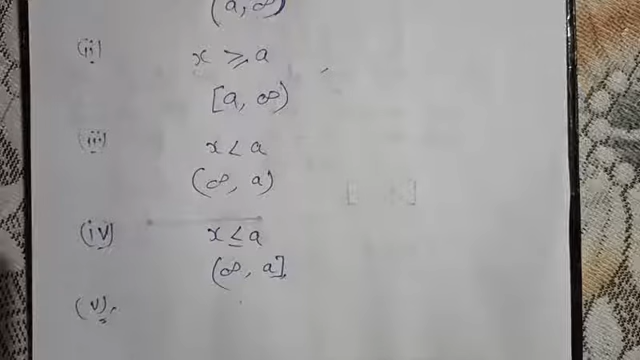 (a, ∞)
(ii) x ≥ a
[a, ∞)
(iii) x < a
(∞, a)
(iv) x ≤ a
(∞, a]
(v)